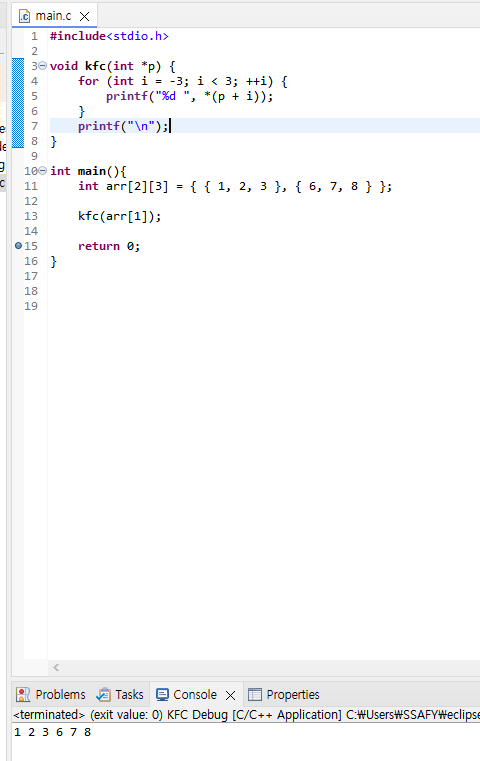 main.c
1 #include<stdio.h>
2
3 void kfc(int *p) {
4     for (int i = -3; i < 3; ++i) {
5         printf("%d ", *(p + i));
6     }
7     printf("\n");
8 }
9
10 int main(){
11     int arr[2][3] = { { 1, 2, 3 }, { 6, 7, 8 } };
12
13     kfc(arr[1]);
14
15     return 0;
16 }
17
18
19
Problems Tasks Console Properties
<terminated> (exit value: 0) KFC Debug [C/C++ Application] C:₩Users₩SSAFY₩eclipse
1 2 3 6 7 8